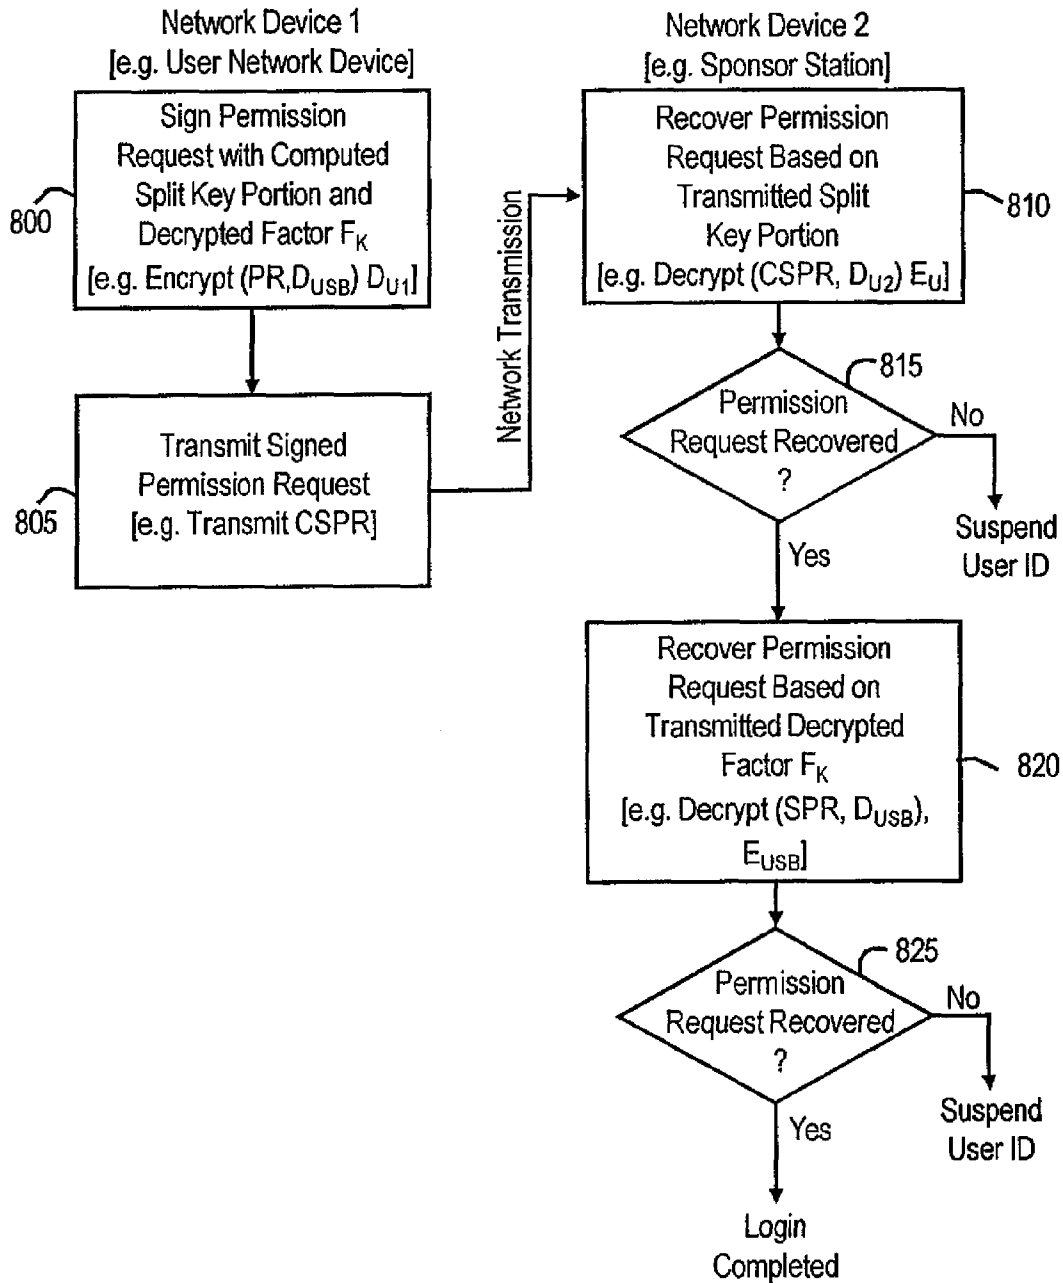 Network Device 1
[e.g. User Network Device]
Sign Permission
Request with Computed
Split Key Portion and
Decrypted Factor FK
[e.g. Encrypt (PR,DUSB) DU1]
800
Transmit Signed
Permission Request
[e.g. Transmit CSPR]
805
Network Transmission
Network Device 2
[e.g. Sponsor Station]
Recover Permission
Request Based on
Transmitted Split
Key Portion
[e.g. Decrypt (CSPR, DU2) EU]
810
815
Permission
Request Recovered
?
No
Suspend
User ID
Yes
Recover Permission
Request Based on
Transmitted Decrypted
Factor FK
[e.g. Decrypt (SPR, DUSB),
EUSB]
820
825
Permission
Request Recovered
?
No
Suspend
User ID
Yes
Login
Completed